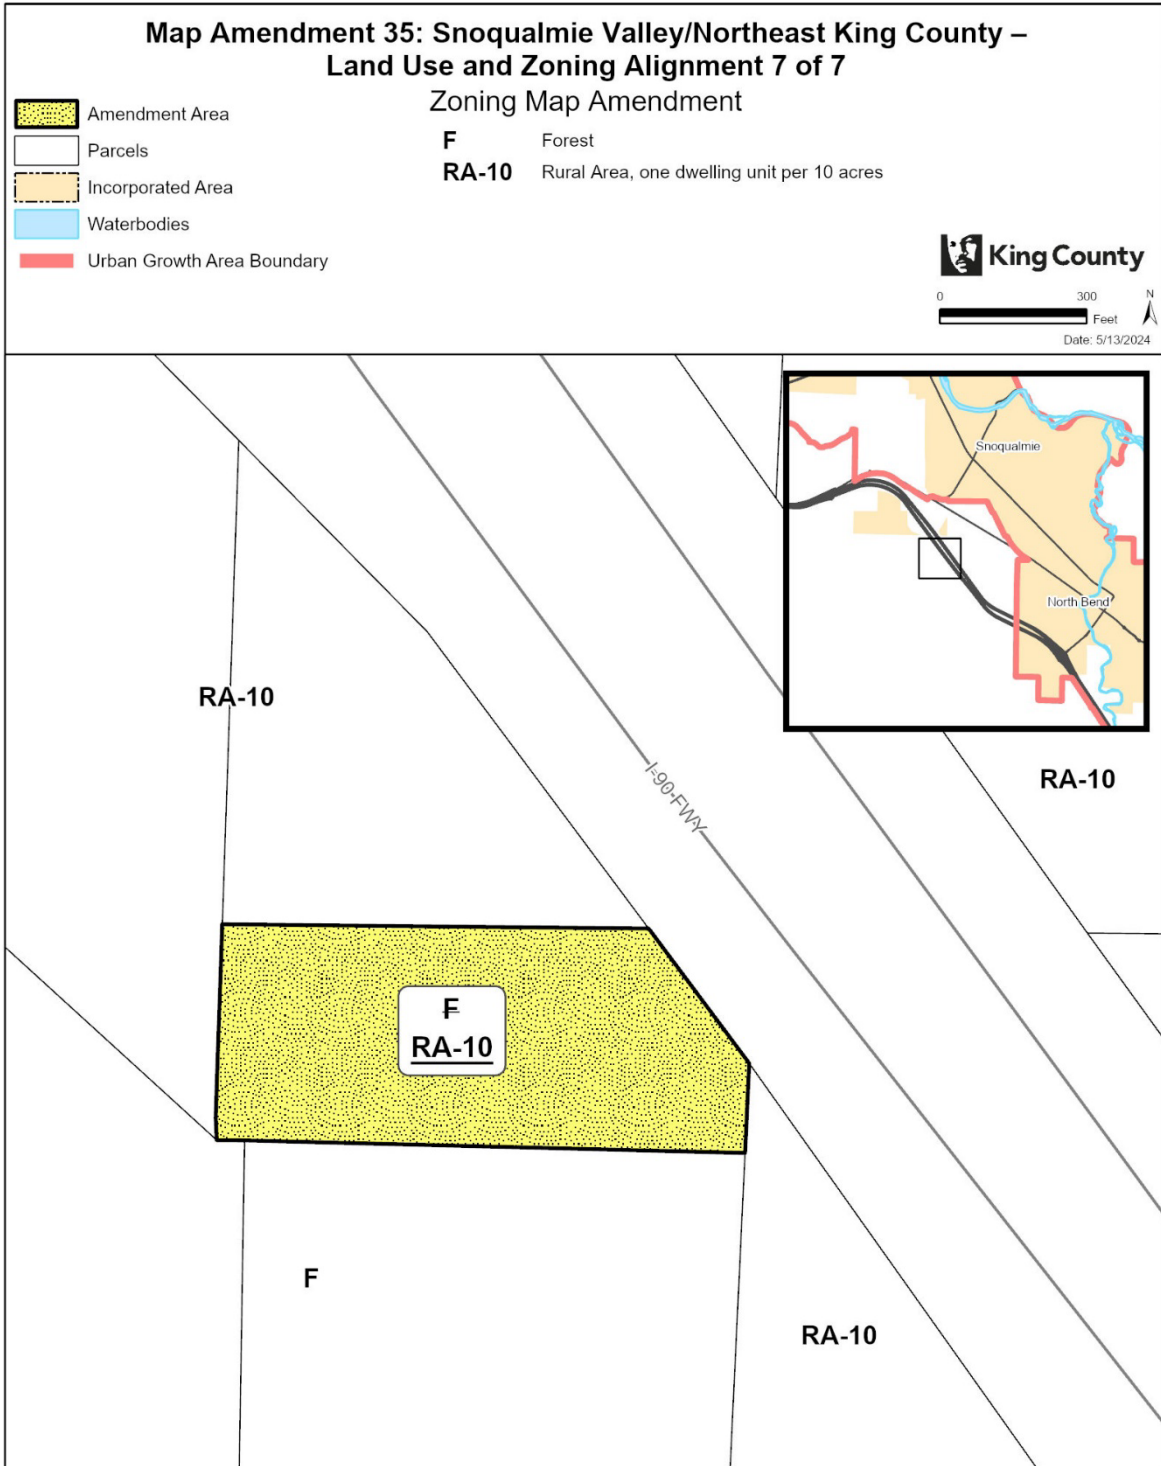 Map Amendment 35: Snoqualmie Valley/Northeast King County –
Land Use and Zoning Alignment 7 of 7
Zoning Map Amendment
Amendment Area
Parcels
Incorporated Area
Waterbodies
Urban Growth Area Boundary
F Forest
RA-10 Rural Area, one dwelling unit per 10 acres
King County
0 300
Feet
N
Date: 5/13/2024
Snoqualmie
North Bend
RA-10
I-90-FWY
RA-10
F
RA-10
F
RA-10